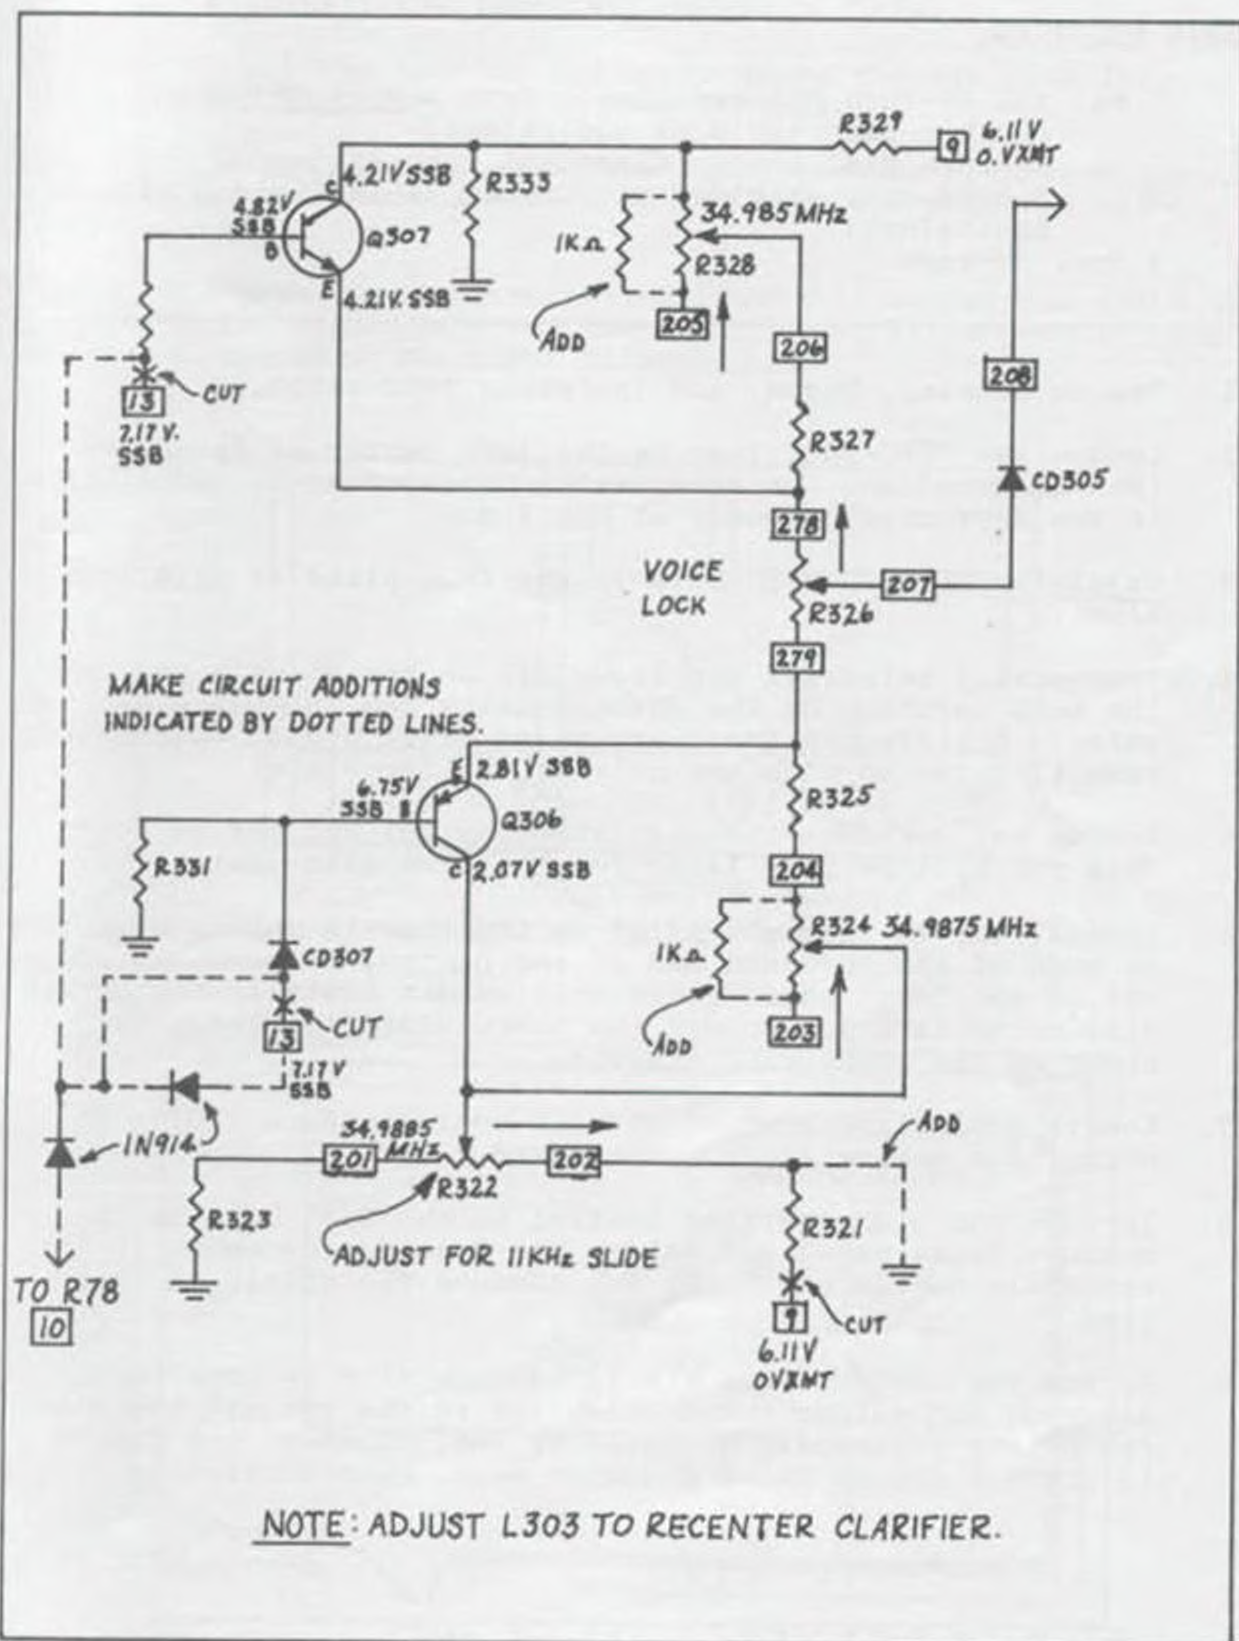 R329
9
6.11V
0.VXMT
C
4.21V SSB
R333
4.82V
SSB
B
Q307
34.985 MHz
1KΩ
R328
E
4.21V. SSB
205
ADD
206
208
CUT
13
7.17 V.
SSB
R327
CD305
278
VOICE
LOCK
207
R326
279
MAKE CIRCUIT ADDITIONS
INDICATED BY DOTTED LINES.
E
2.81V SSB
6.75V
SSB B
Q306
R325
R331
C
2.07V SSB
204
R324 34.9875 MHz
1KΩ
CD307
CUT
13
7.17 V
SSB
203
ADD
1N914
34.9885
MHz
201
202
ADD
R322
R323
R321
ADJUST FOR 11KHz SLIDE
TO R78
10
CUT
9
6.11V
0VXMT
NOTE: ADJUST L303 TO RECENTER CLARIFIER.